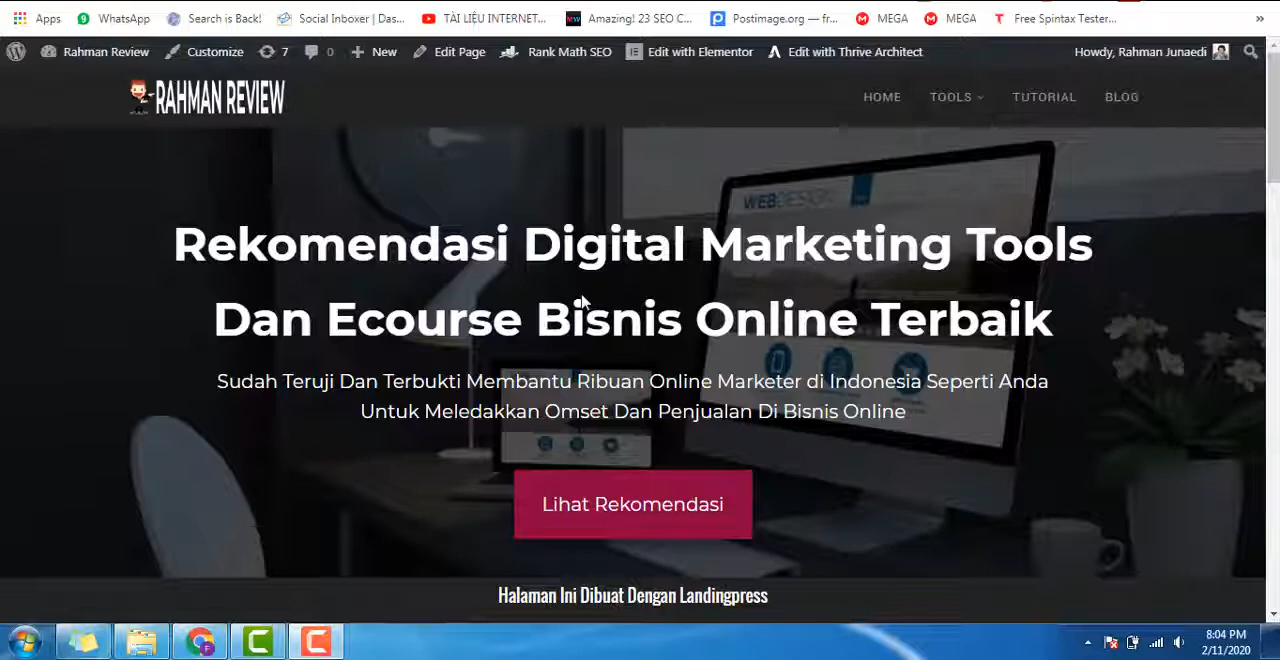 Apps WhatsApp Search is Back! Social Inboxer | Das... TÀI LIỆU INTERNET... Amazing! 23 SEO C... Postimage.org — fr... MEGA MEGA Free Spintax Tester... »
Rahman Review Customize 7 0 New Edit Page Rank Math SEO Edit with Elementor Edit with Thrive Architect Howdy, Rahman Junaedi
RAHMAN REVIEW HOME TOOLS TUTORIAL BLOG
WEBDESIGN
Rekomendasi Digital Marketing Tools
Dan Ecourse Bisnis Online Terbaik
Sudah Teruji Dan Terbukti Membantu Ribuan Online Marketer di Indonesia Seperti Anda
Untuk Meledakkan Omset Dan Penjualan Di Bisnis Online
Lihat Rekomendasi
Halaman Ini Dibuat Dengan Landingpress
8:04 PM
2/11/2020